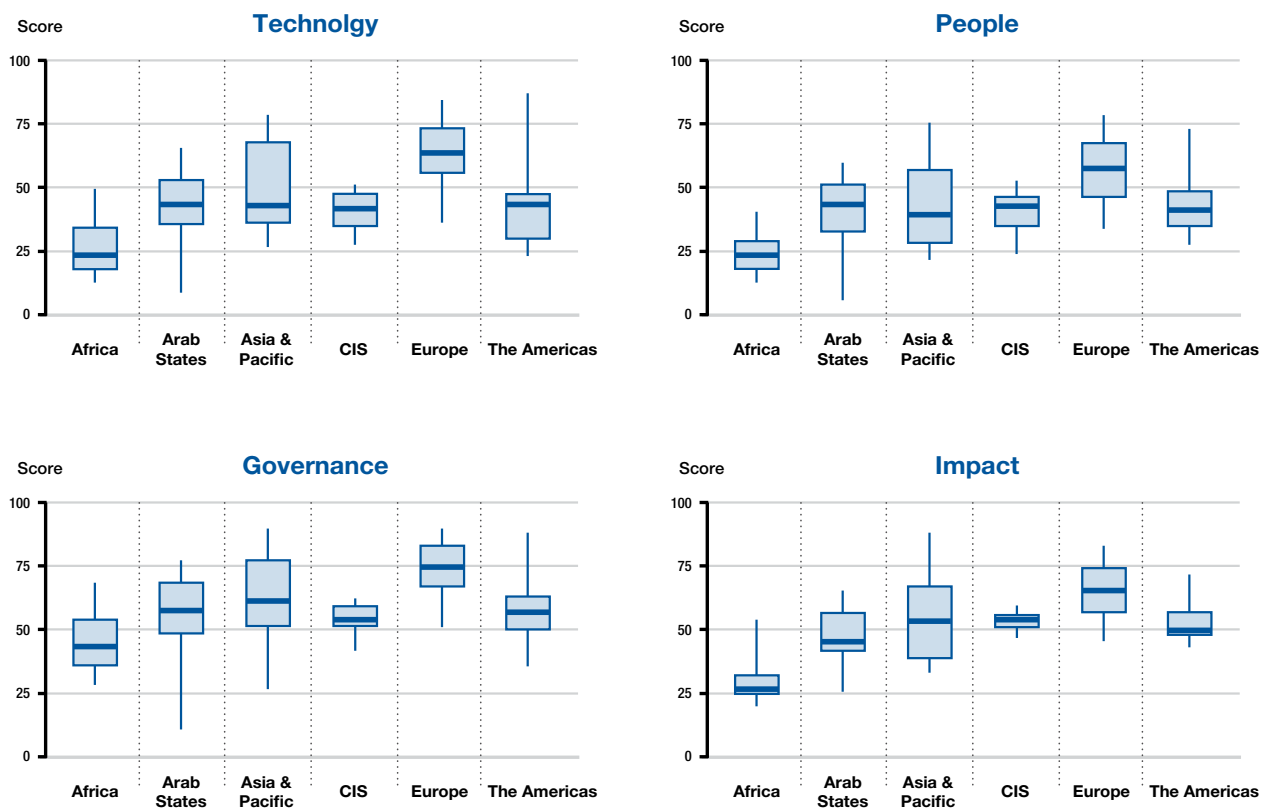 Score
Technolgy
100
75
50
25
0
Africa
Arab
States
Asia &
Pacific
CIS
Europe
The Americas
Score
People
100
75
50
25
0
Africa
Arab
States
Asia &
Pacific
CIS
Europe
The Americas
Score
Governance
100
75
50
25
0
Africa
Arab
States
Asia &
Pacific
CIS
Europe
The Americas
Score
Impact
100
75
50
25
0
Africa
Arab
States
Asia &
Pacific
CIS
Europe
The Americas